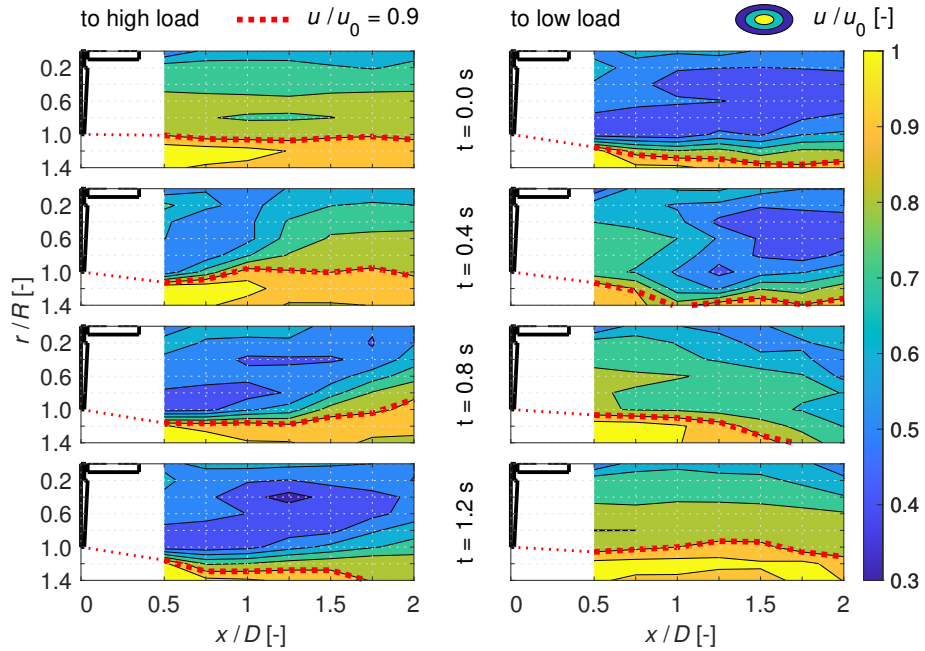 to high load u / u0 = 0.9 to low load u / u0 [-]
0.2 0.6 1.0 1.4
t = 0.0 s
1
0.2 0.6 1.0 1.4
t = 0.4 s
0.9
0.8
0.2 0.6 1.0 1.4
t = 0.8 s
0.7
0.6
0.2 0.6 1.0 1.4
t = 1.2 s
0.5
0.4
0.3
r / R [-]
0 0.5 1 1.5 2 0 0.5 1 1.5 2
x / D [-] x / D [-]